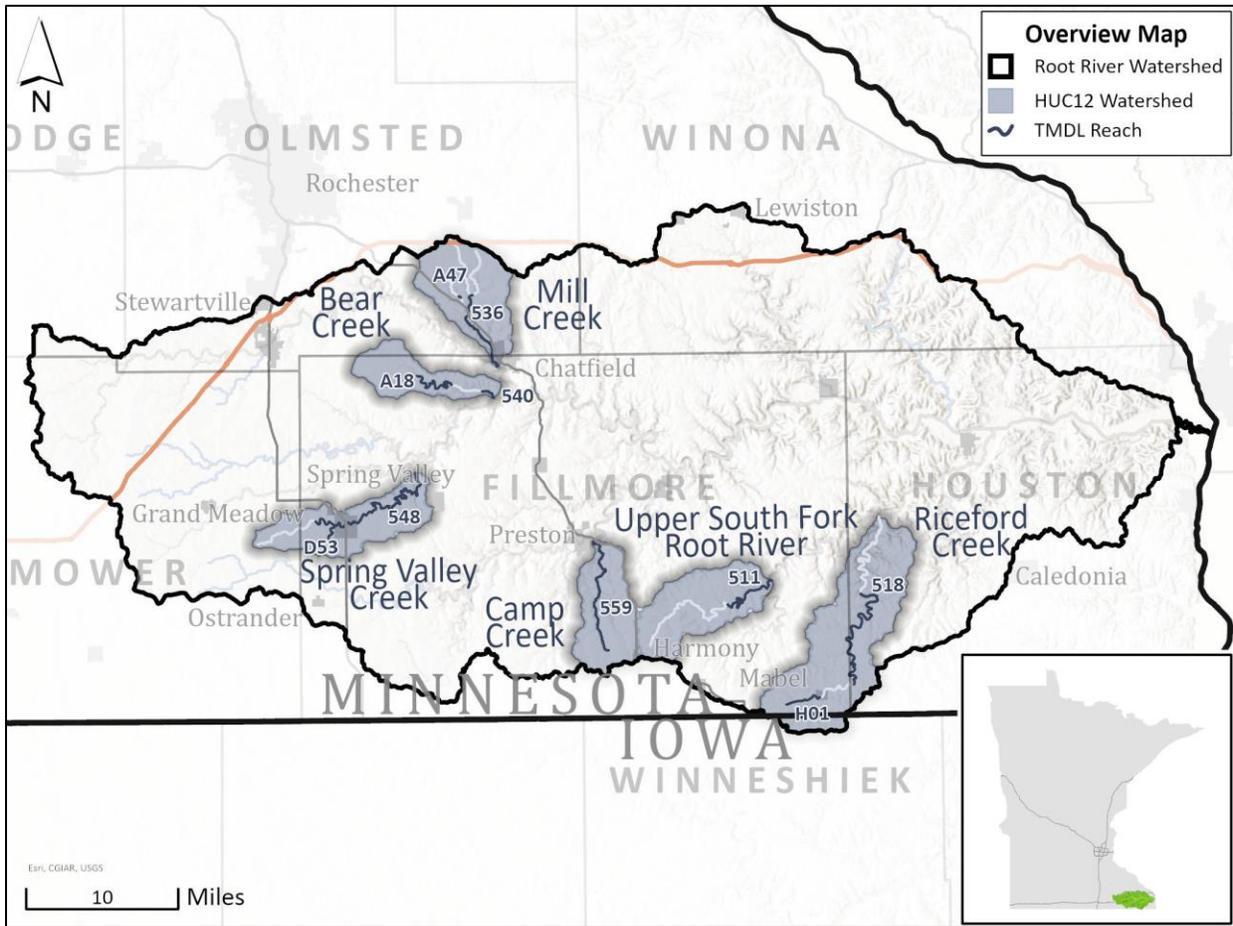 Overview Map
Root River Watershed
HUC12 Watershed
TMDL Reach
N
ODGE
OLMSTED
WINONA
Rochester
Lewiston
Stewartville
Bear
Creek
A47
536
Mill
Creek
Chatfield
A18
540
Spring Valley
Grand Meadow
548
D53
FILLMORE
HOUSTON
Preston
Upper South Fork
Root River
Riceford
Creek
MOWER
Spring Valley
Creek
Ostrander
Camp
Creek
559
511
518
Caledonia
Harmony
Mabel
MINNESOTA
H01
IOWA
WINNESHIEK
Esri, CGIAR, USGS
10
Miles